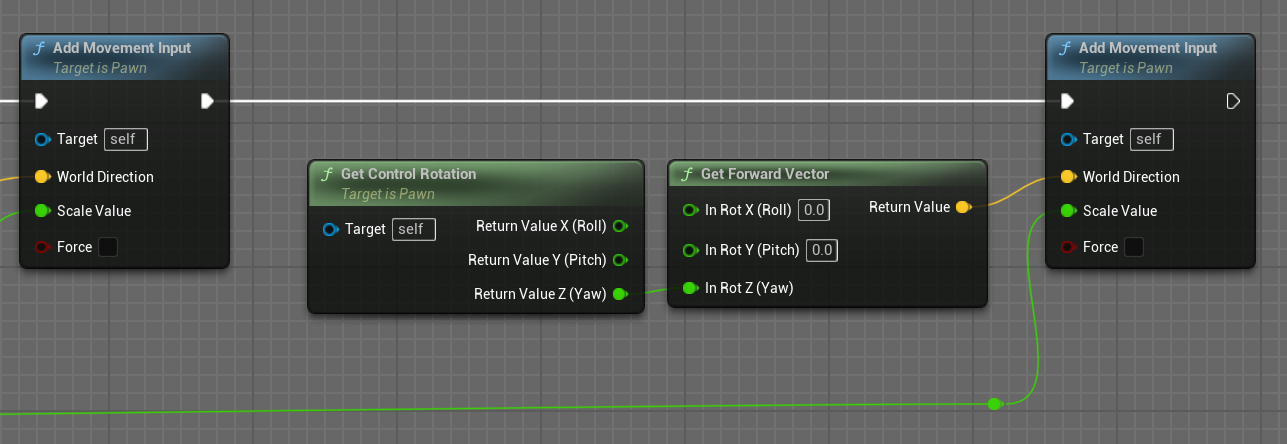 Add Movement Input
Target is Pawn
Target self
World Direction
Scale Value
Force
Get Control Rotation
Target is Pawn
Target self
Return Value X (Roll)
Return Value Y (Pitch)
Return Value Z (Yaw)
Get Forward Vector
In Rot X (Roll) 0.0
Return Value
In Rot Y (Pitch) 0.0
In Rot Z (Yaw)
Add Movement Input
Target is Pawn
Target self
World Direction
Scale Value
Force